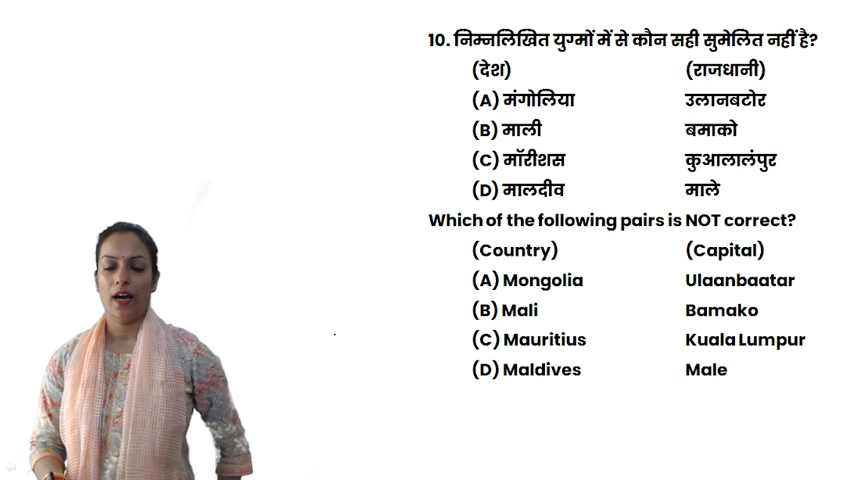 10. निम्नलिखित युग्मों में से कौन सही सुमेलित नहीं है?
(देश) (राजधानी)
(A) मंगोलिया उलानबटोर
(B) माली बमाको
(C) मॉरीशस कुआलालंपुर
(D) मालदीव माले
Which of the following pairs is NOT correct?
(Country) (Capital)
(A) Mongolia Ulaanbaatar
(B) Mali Bamako
(C) Mauritius Kuala Lumpur
(D) Maldives Male